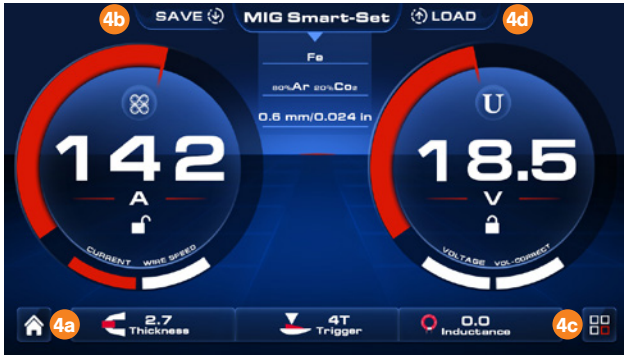 4b SAVE MIG Smart-Set LOAD 4d
Fe
80%Ar 20%Co2
0.6 mm/0.024 in
U
142
18.5
A
V
CURRENT WIRE SPEED
VOLTAGE VOL-CORRECT
4a
2.7
Thickness
4T
Trigger
0.0
Inductance
4c